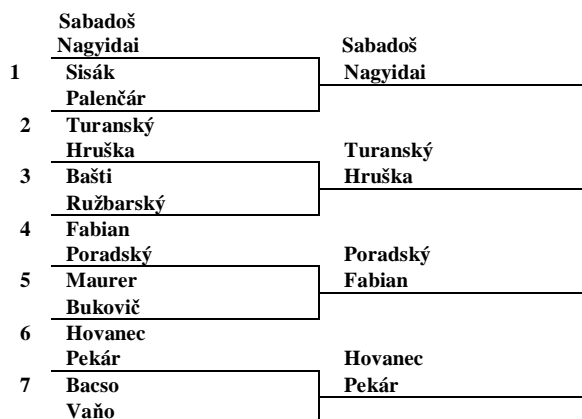 Sabadoš
Nagyidai Sabadoš
1 Sisák Nagyidai
Palenčár
2 Turanský
Hruška Turanský
3 Bašti Hruška
Ružbarský
4 Fabian
Poradský Poradský
5 Maurer Fabian
Bukovič
6 Hovanec
Pekár Hovanec
7 Bacso Pekár
Vaňo